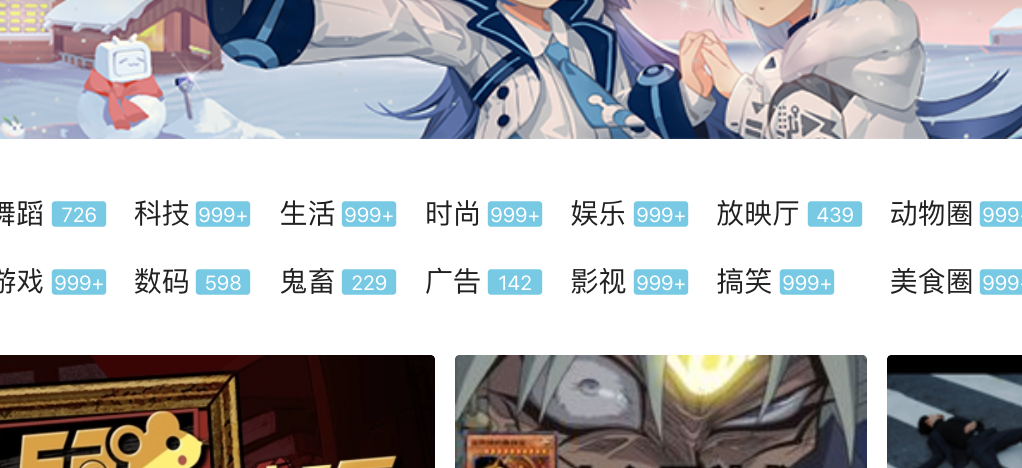 舞蹈 726 科技 999+ 生活 999+ 时尚 999+ 娱乐 999+ 放映厅 439 动物圈 999+
游戏 999+ 数码 598 鬼畜 229 广告 142 影视 999+ 搞笑 999+ 美食圈 999+